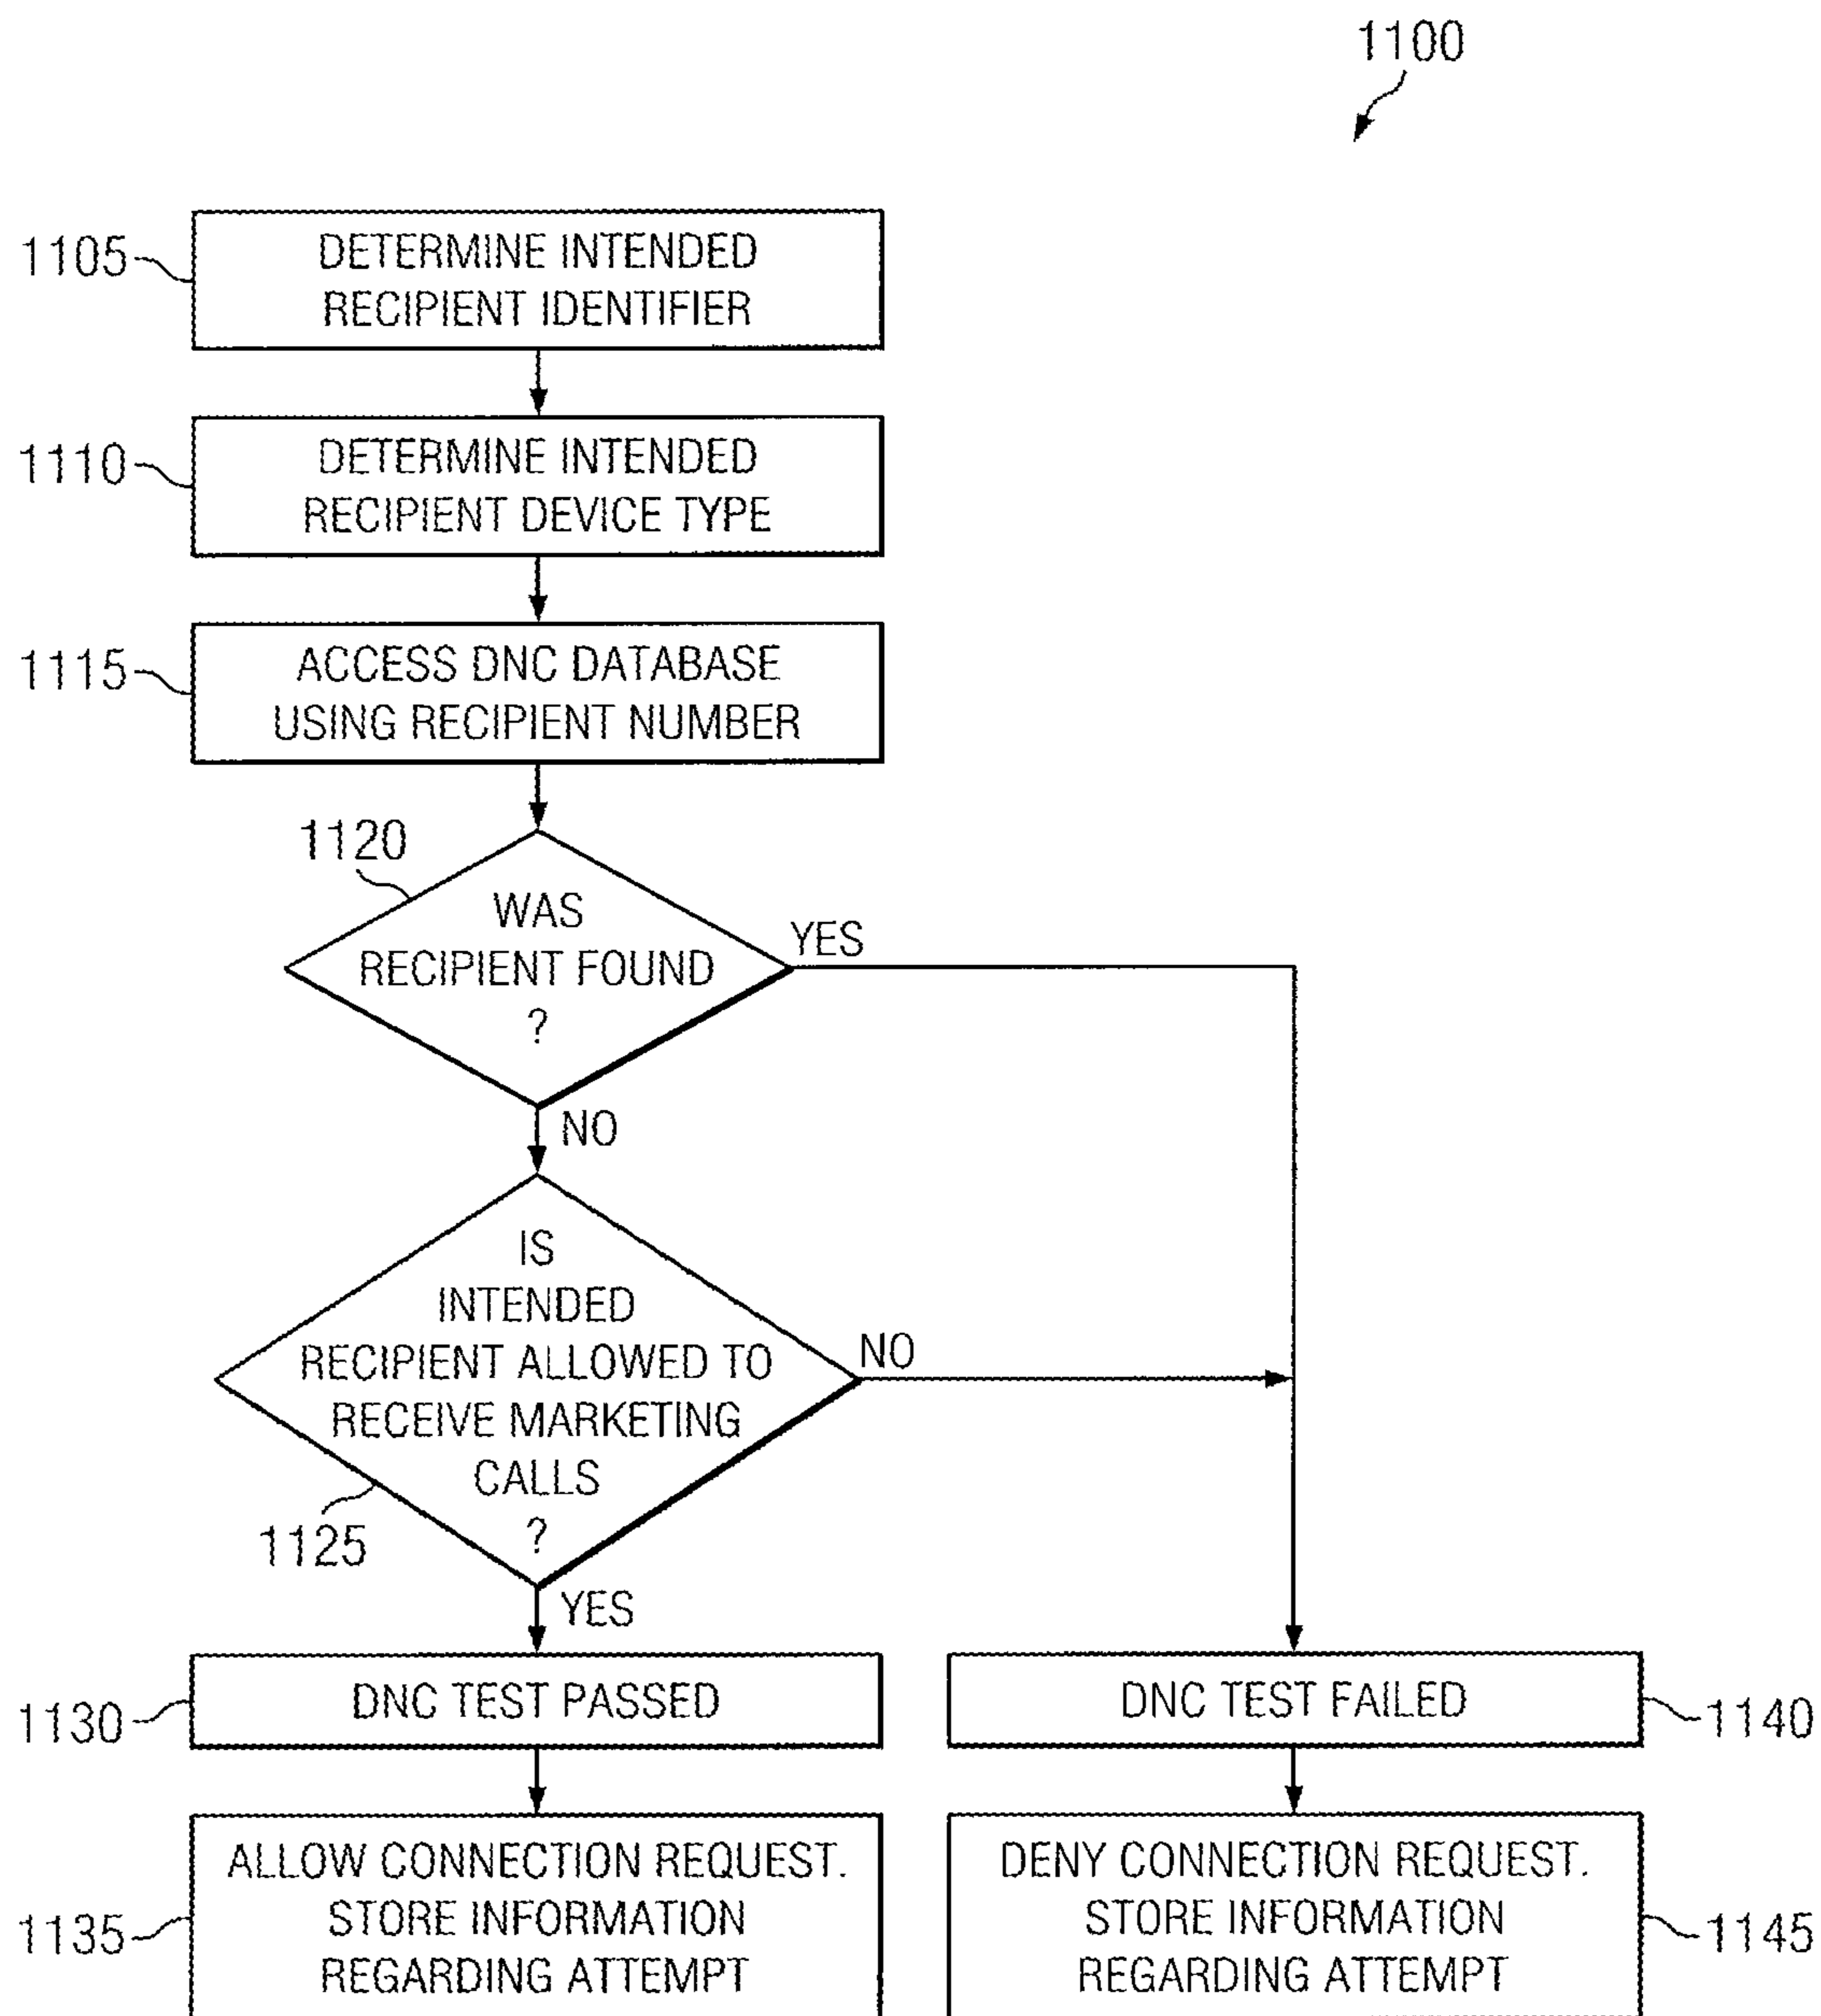 1100
1105
DETERMINE INTENDED
RECIPIENT IDENTIFIER
1110
DETERMINE INTENDED
RECIPIENT DEVICE TYPE
1115
ACCESS DNC DATABASE
USING RECIPIENT NUMBER
1120
WAS
RECIPIENT FOUND
?
YES
NO
IS
INTENDED
RECIPIENT ALLOWED TO
RECEIVE MARKETING
CALLS
?
NO
1125
YES
1130
DNC TEST PASSED
DNC TEST FAILED
1140
1135
ALLOW CONNECTION REQUEST.
STORE INFORMATION
REGARDING ATTEMPT
DENY CONNECTION REQUEST.
STORE INFORMATION
REGARDING ATTEMPT
1145